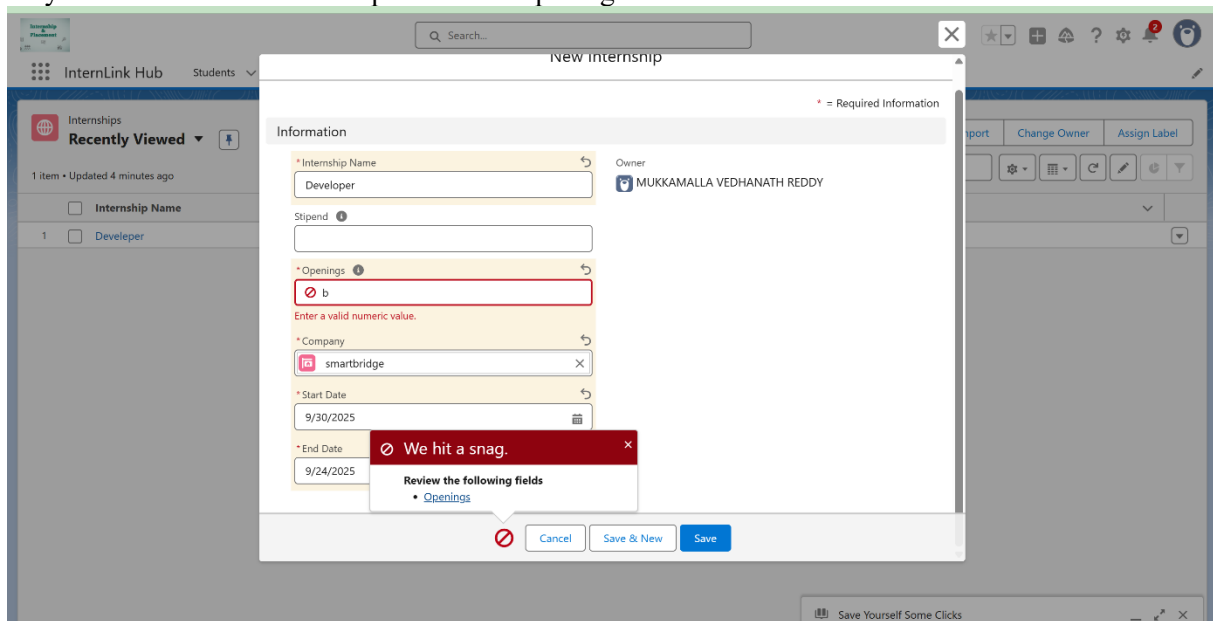 Internship
&
Placement
Search...
2
InternLink Hub
Students
New Internship
* = Required Information
Internships
Recently Viewed
Information
Change Owner
Assign Label
* Internship Name
Developer
Owner
MUKKAMALLA VEDHANATH REDDY
1 item • Updated 4 minutes ago
Internship Name
Stipend
1
Develeper
* Openings
b
Enter a valid numeric value.
* Company
smartbridge
* Start Date
9/30/2025
* End Date
9/24/2025
We hit a snag.
Review the following fields
• Openings
Cancel
Save & New
Save
Save Yourself Some Clicks